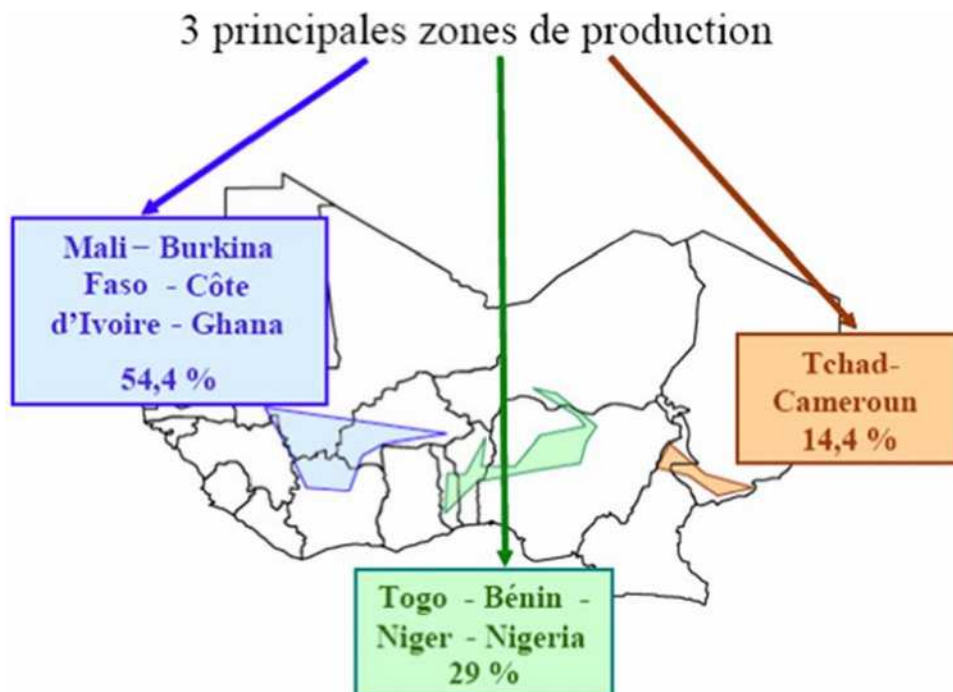 3 principales zones de production
Mali – Burkina
Faso - Côte
d'Ivoire - Ghana
54,4 %
Tchad-
Cameroun
14,4 %
Togo - Bénin -
Niger - Nigeria
29 %